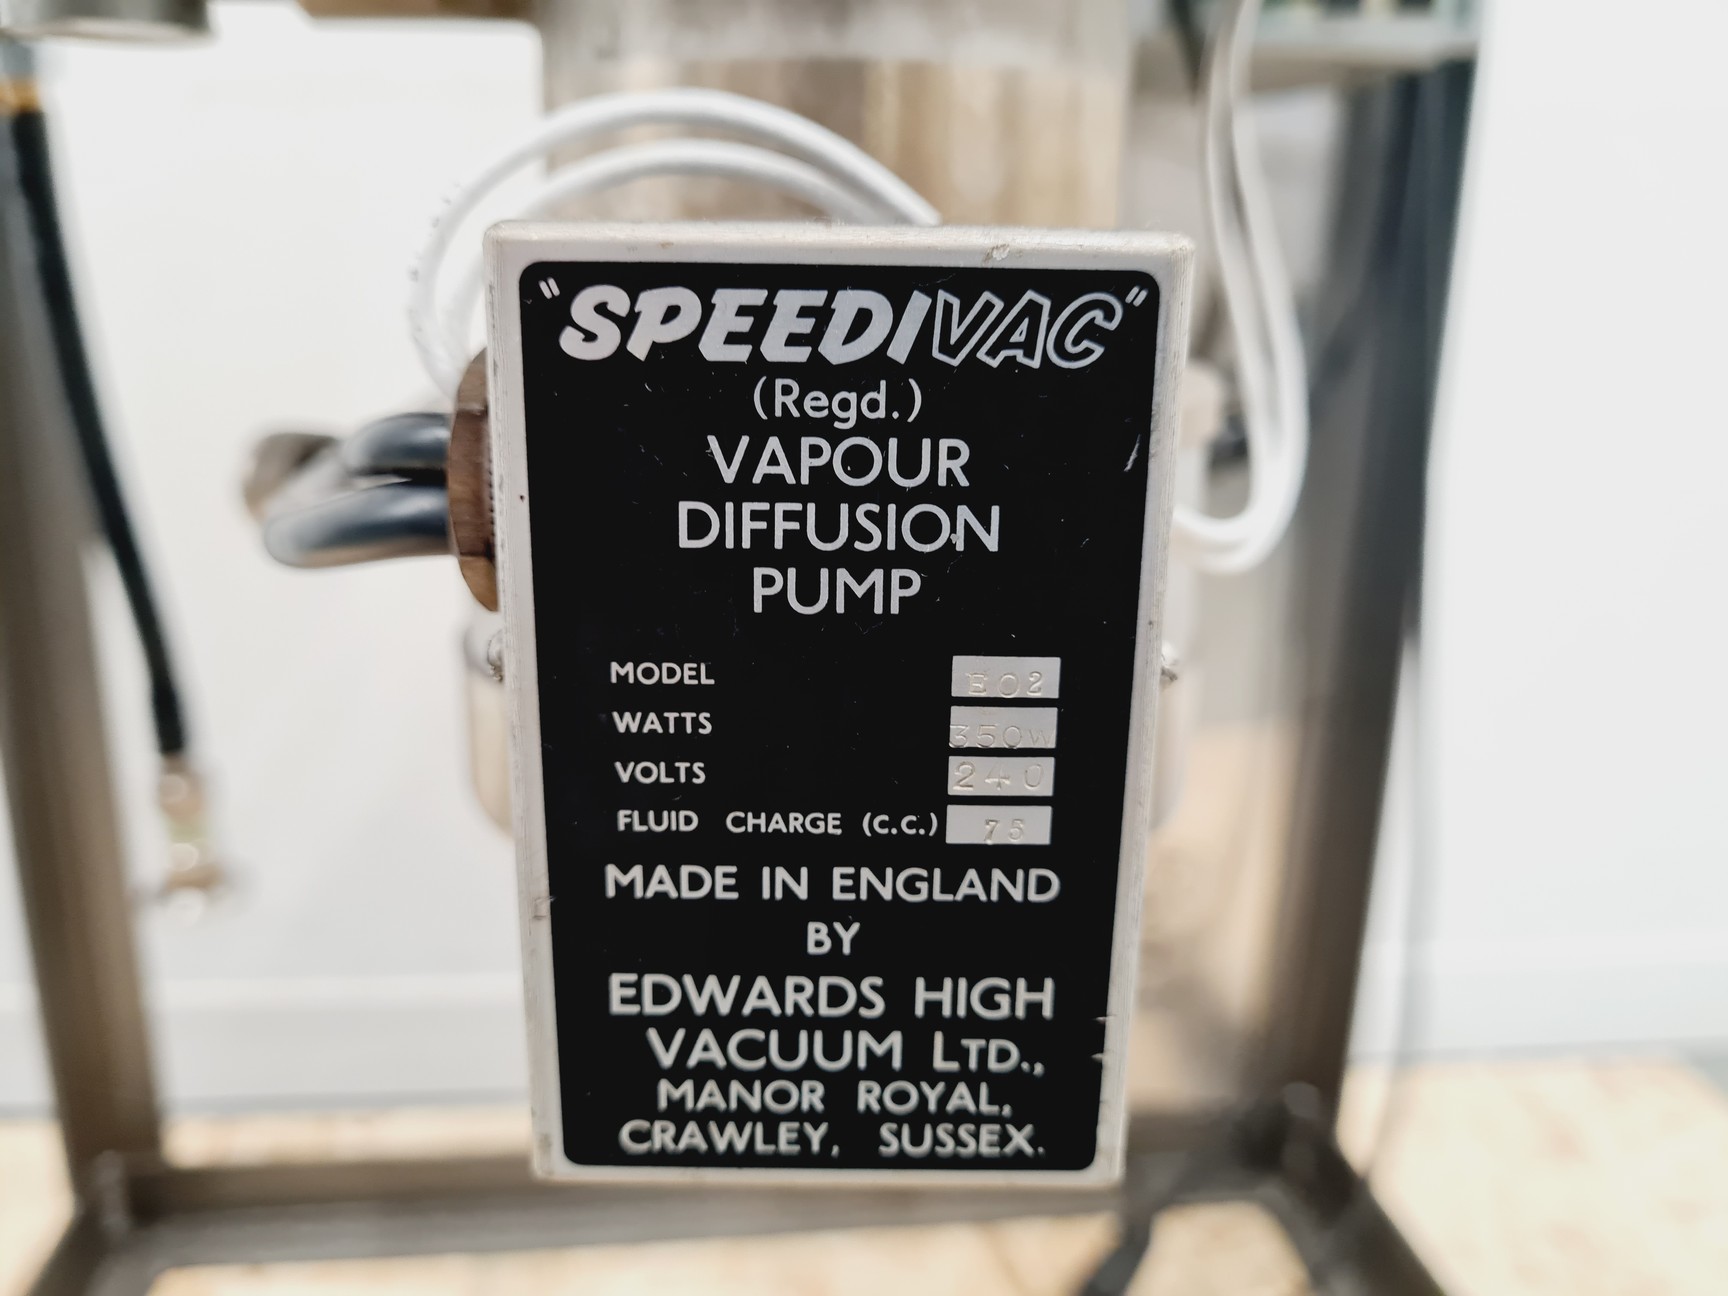 "SPEEDIVAC"
(Regd.)
VAPOUR
DIFFUSION
PUMP
MODEL EO2
WATTS 350W
VOLTS 240
FLUID CHARGE (C.C.) 75
MADE IN ENGLAND
BY
EDWARDS HIGH
VACUUM LTD.,
MANOR ROYAL,
CRAWLEY, SUSSEX.